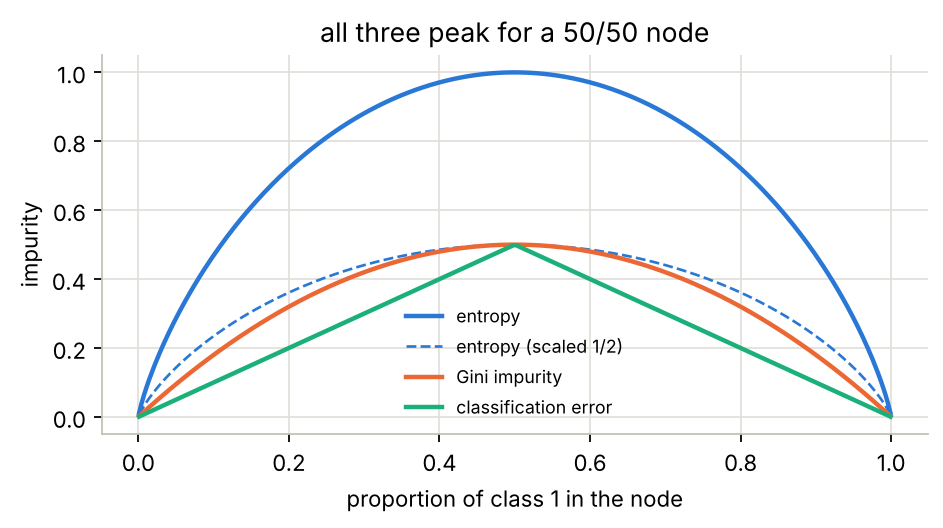 all three peak for a 50/50 node
impurity
1.0
0.8
0.6
0.4
0.2
0.0
entropy
entropy (scaled 1/2)
Gini impurity
classification error
0.0 0.2 0.4 0.6 0.8 1.0
proportion of class 1 in the node